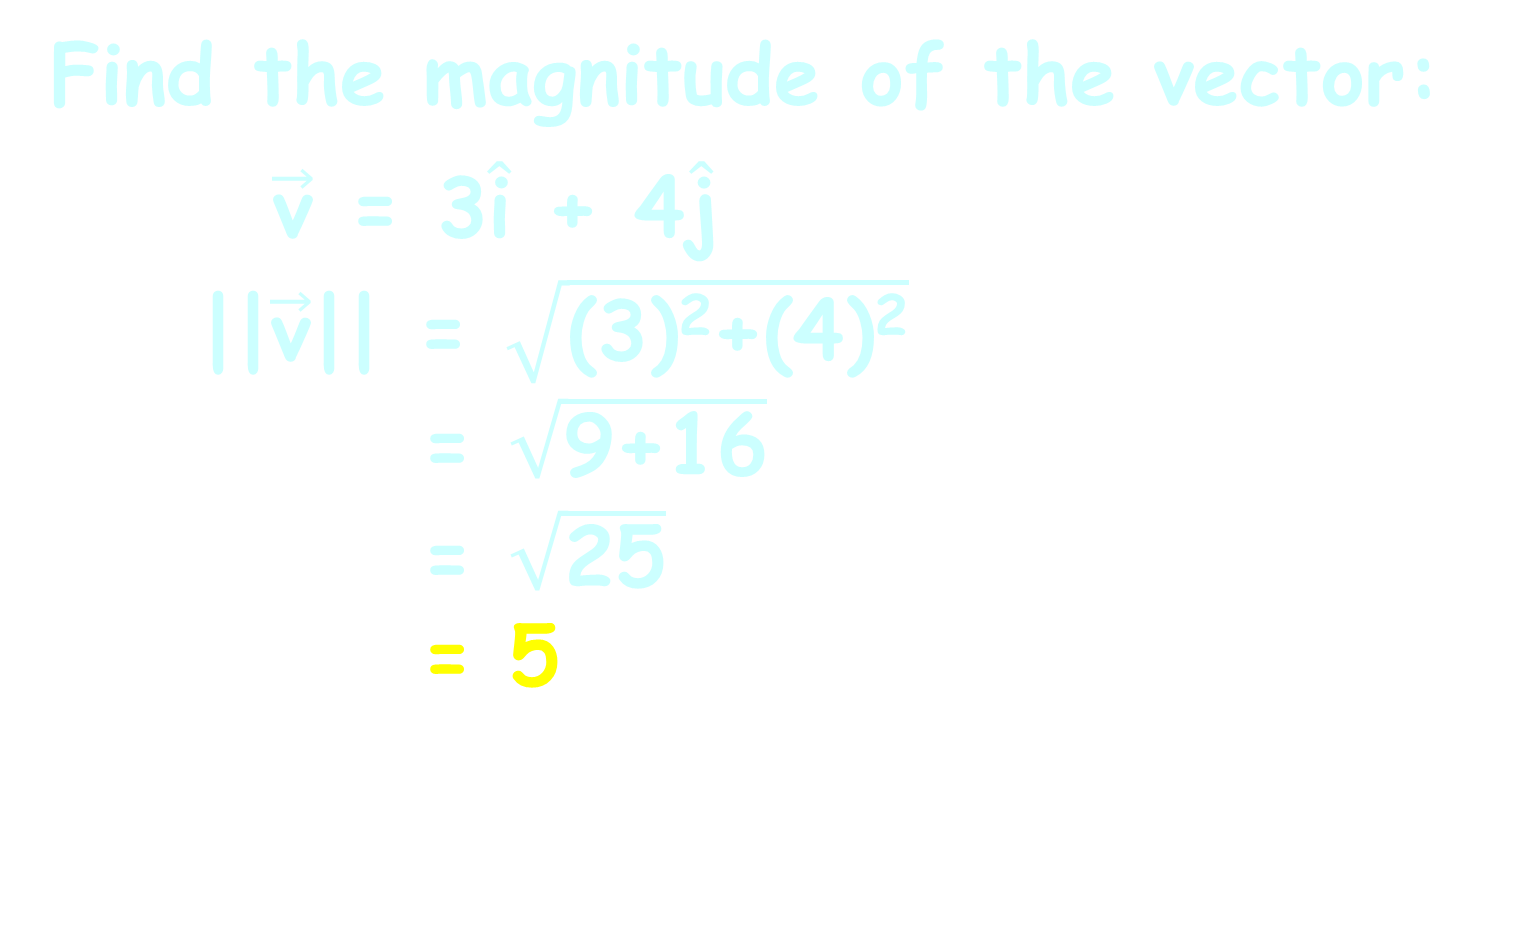 Find the magnitude of the vector:
v⃗ = 3î + 4ĵ
||v⃗|| = √(3)²+(4)²
= √9+16
= √25
= 5